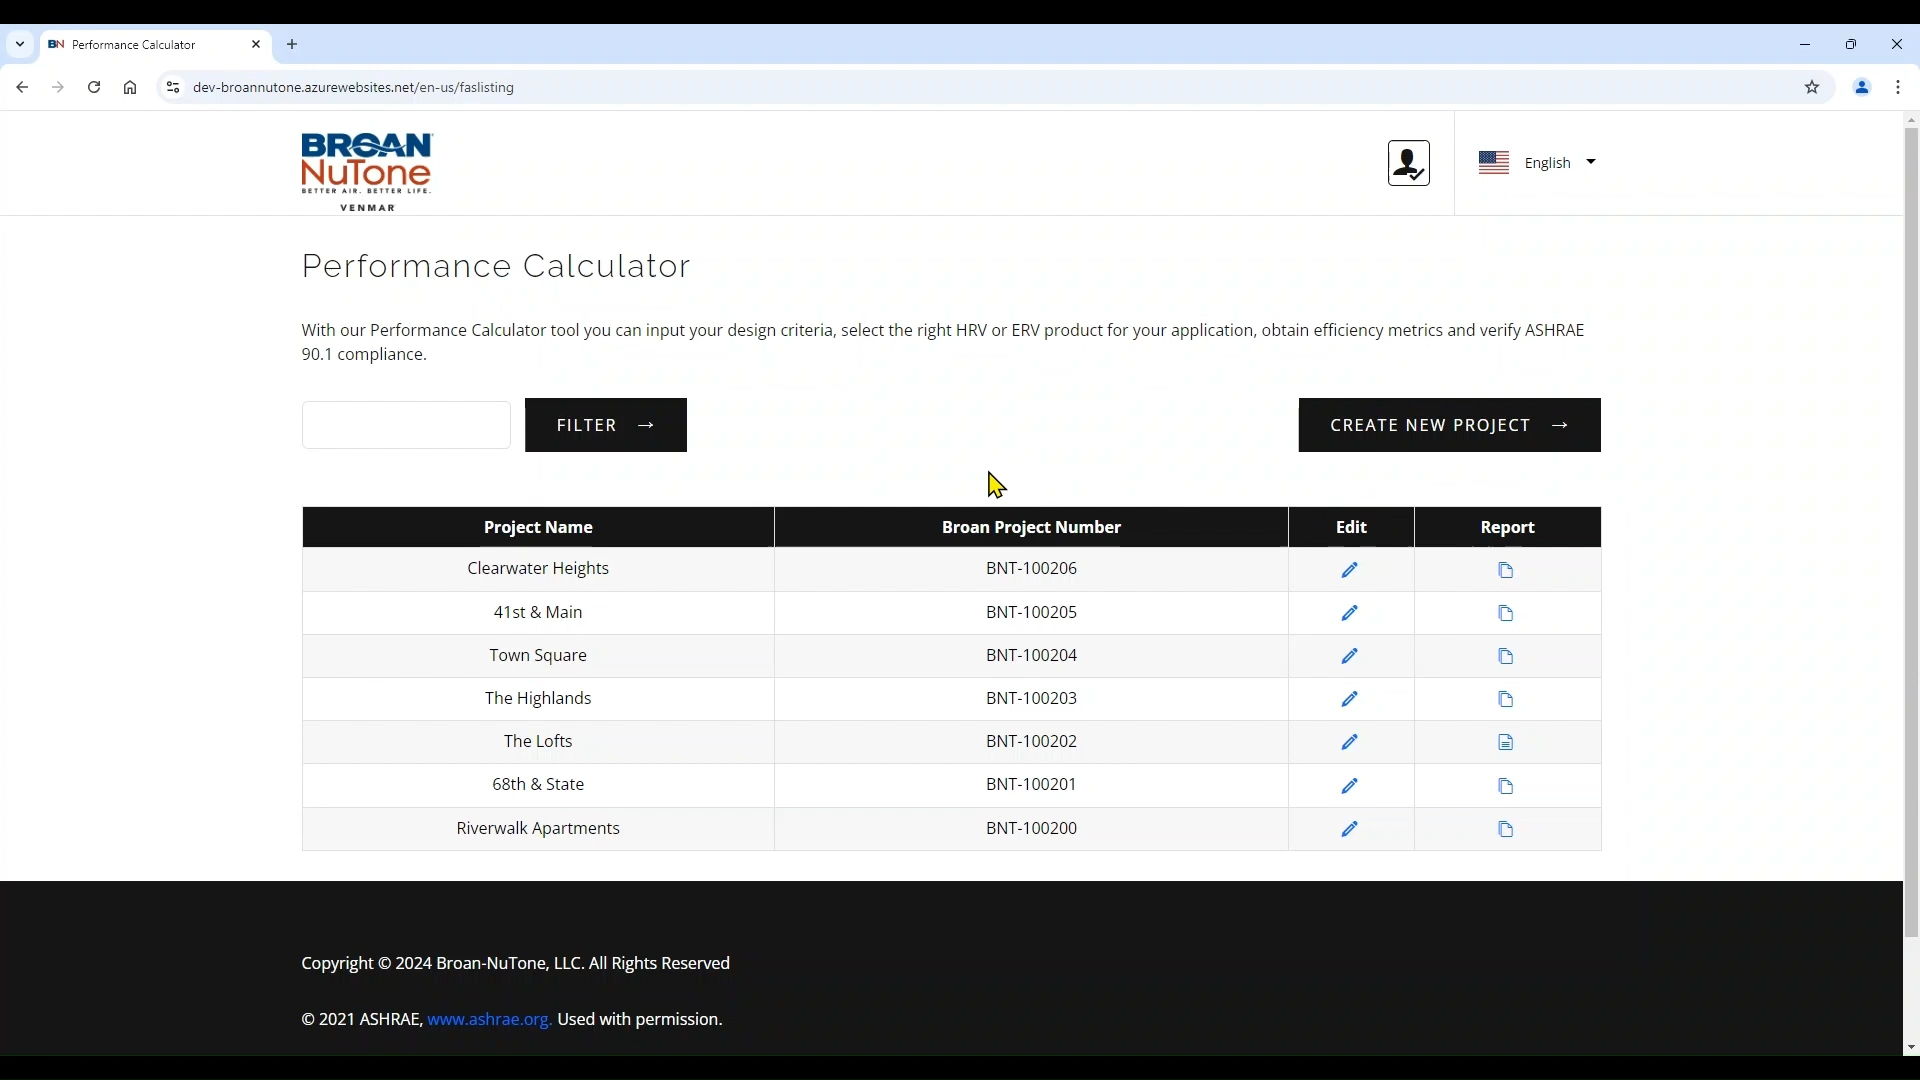 BN Performance Calculator
dev-broannutone.azurewebsites.net/en-us/faslisting
BROAN
NuTone
BETTER AIR. BETTER LIFE.
VENMAR
English
Performance Calculator
With our Performance Calculator tool you can input your design criteria, select the right HRV or ERV product for your application, obtain efficiency metrics and verify ASHRAE
90.1 compliance.
FILTER →
CREATE NEW PROJECT →
Project Name Broan Project Number Edit Report
Clearwater Heights BNT-100206
41st & Main BNT-100205
Town Square BNT-100204
The Highlands BNT-100203
The Lofts BNT-100202
68th & State BNT-100201
Riverwalk Apartments BNT-100200
Copyright © 2024 Broan-NuTone, LLC. All Rights Reserved
© 2021 ASHRAE, www.ashrae.org. Used with permission.